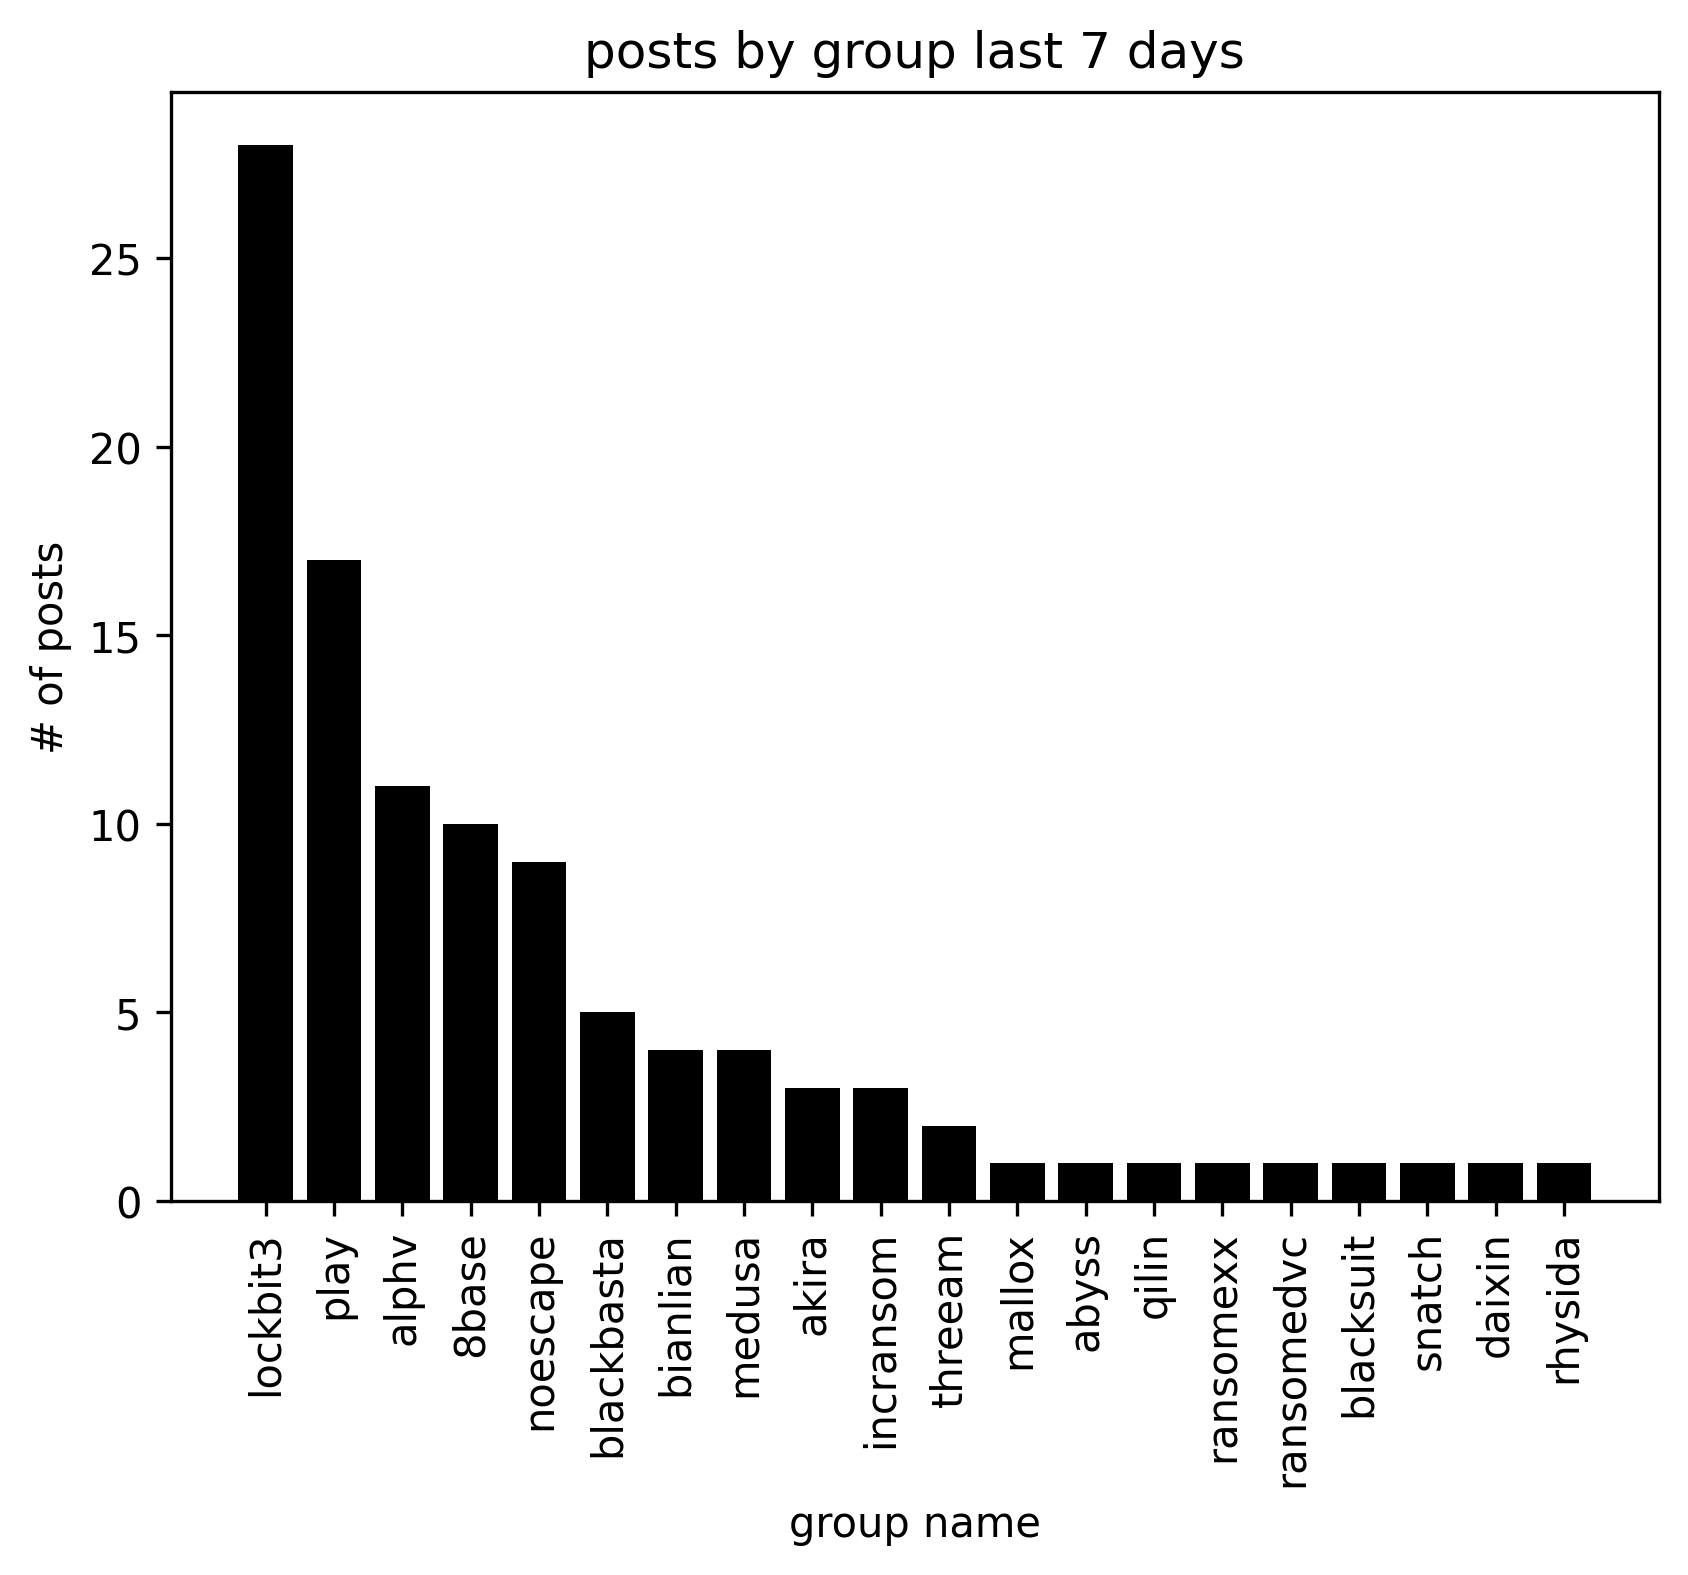 posts by group last 7 days
# of posts
25
20
15
10
5
0
lockbit3
play
alphv
8base
noescape
blackbasta
bianlian
medusa
akira
incransom
threeam
mallox
abyss
qilin
ransomexx
ransomedvc
blacksuit
snatch
daixin
rhysida
group name